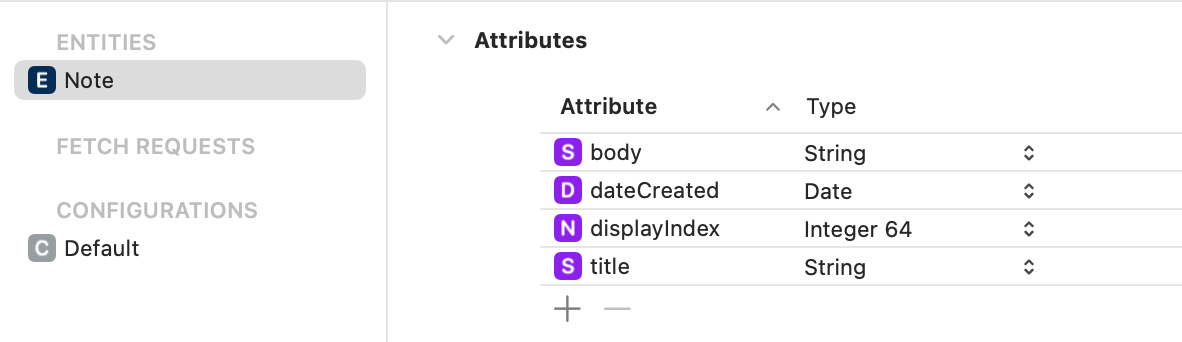 ENTITIES
E Note
FETCH REQUESTS
CONFIGURATIONS
C Default
Attributes
Attribute Type
S body String
D dateCreated Date
N displayIndex Integer 64
S title String